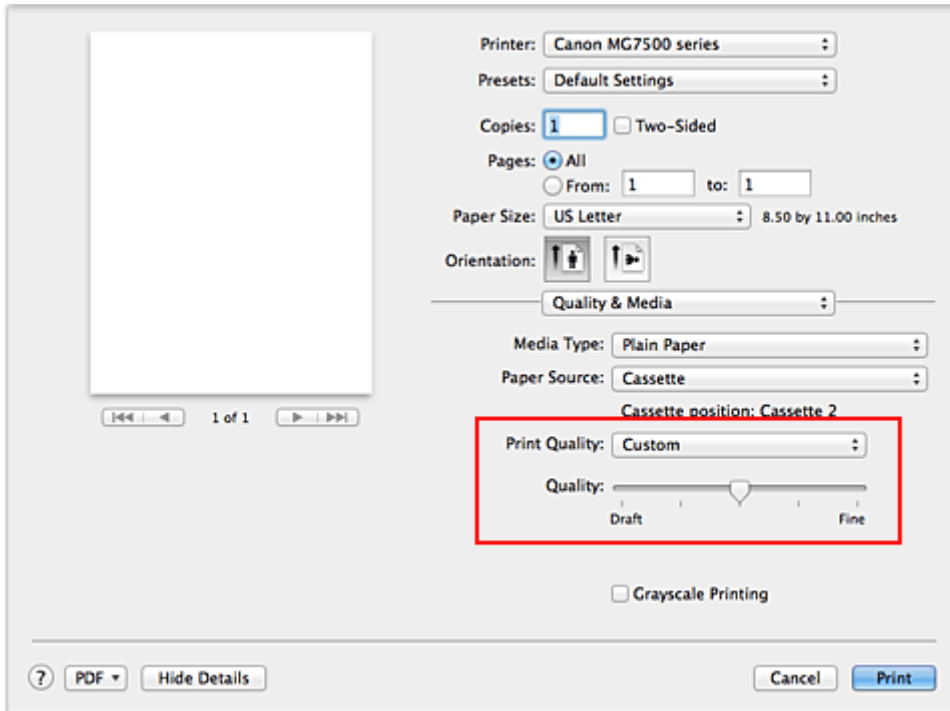 Printer: Canon MG7500 series
Presets: Default Settings
Copies: 1 Two-Sided
Pages: All
From: 1 to: 1
Paper Size: US Letter 8.50 by 11.00 inches
Orientation:
Quality & Media
Media Type: Plain Paper
Paper Source: Cassette
Cassette position: Cassette 2
1 of 1
Print Quality: Custom
Quality:
Draft Fine
Grayscale Printing
? PDF Hide Details Cancel Print